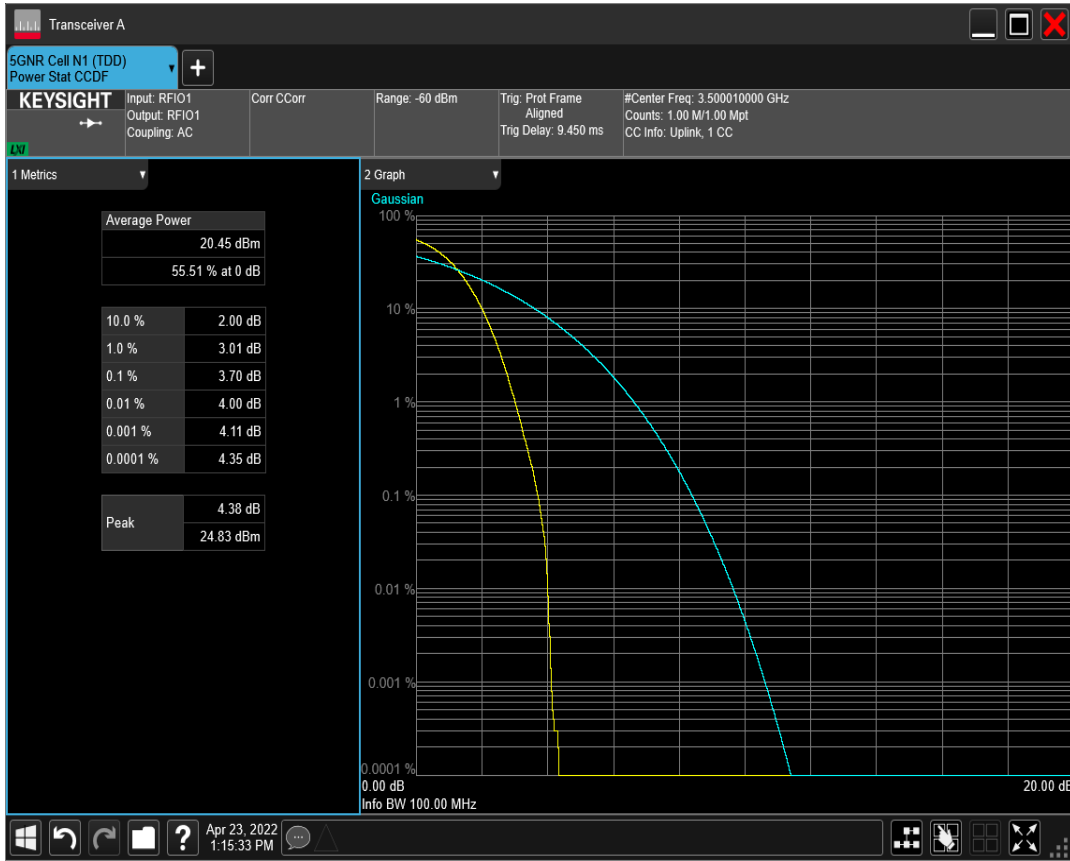 Transceiver A
5GNR Cell N1 (TDD)
Power Stat CCDF
+
KEYSIGHT
LXI
Input: RFIO1
Output: RFIO1
Coupling: AC
Corr CCorr
Range: -60 dBm
Trig: Prot Frame
Aligned
Trig Delay: 9.450 ms
#Center Freq: 3.500010000 GHz
Counts: 1.00 M/1.00 Mpt
CC Info: Uplink, 1 CC
1 Metrics
Average Power
20.45 dBm
55.51 % at 0 dB
10.0 % 2.00 dB
1.0 % 3.01 dB
0.1 % 3.70 dB
0.01 % 4.00 dB
0.001 % 4.11 dB
0.0001 % 4.35 dB
Peak
4.38 dB
24.83 dBm
2 Graph
Gaussian
100 %
10 %
1 %
0.1 %
0.01 %
0.001 %
0.0001 %
0.00 dB
20.00 dB
Info BW 100.00 MHz
?
Apr 23, 2022
1:15:33 PM